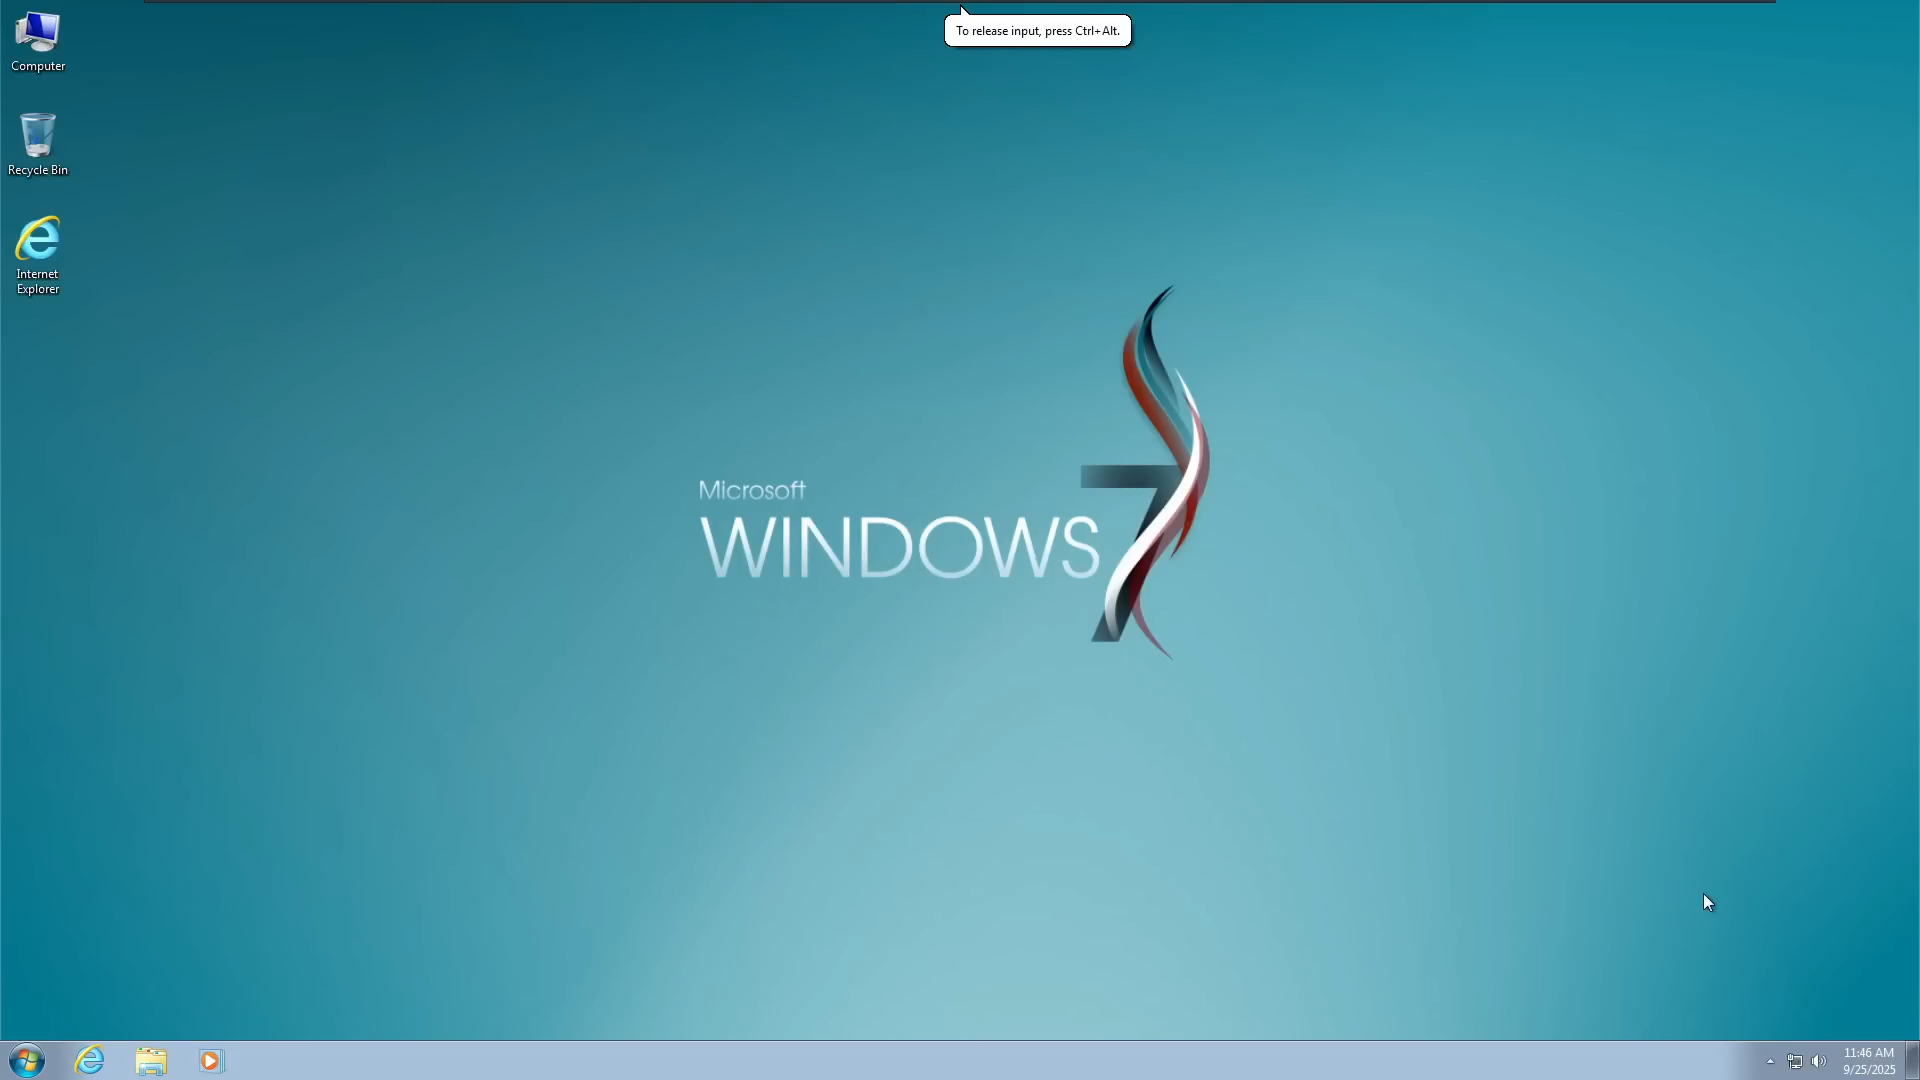 To release input, press Ctrl+Alt.
Computer
Recycle Bin
Internet
Explorer
Microsoft
WINDOWS 7
11:46 AM
9/25/2025